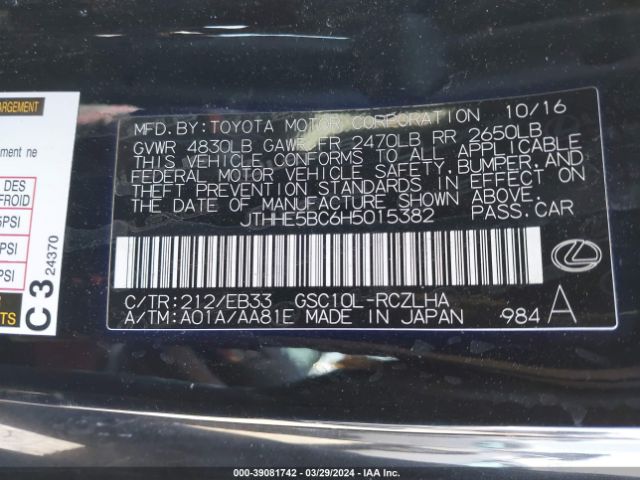 ARGEMENT
ement ne
DES
FROID
PSI
PSI
PSI
TS
C 3 24370
MFD. BY: TOYOTA MOTOR CORPORATION 10/16
GVWR 4830LB GAWR FR 2470LB RR 2650LB
THIS VEHICLE CONFORMS TO ALL APPLICABLE
FEDERAL MOTOR VEHICLE SAFETY, BUMPER, AND
THEFT PREVENTION STANDARDS IN EFFECT ON
THE DATE OF MANUFACTURE SHOWN ABOVE.
JTHHE5BC6H5015382 PASS. CAR
C/TR: 212/EB33 GSC10L-RCZLHA
A/TM: A01A/AA81E MADE IN JAPAN 984 A
000-39081742 — 03/29/2024 — IAA Inc.